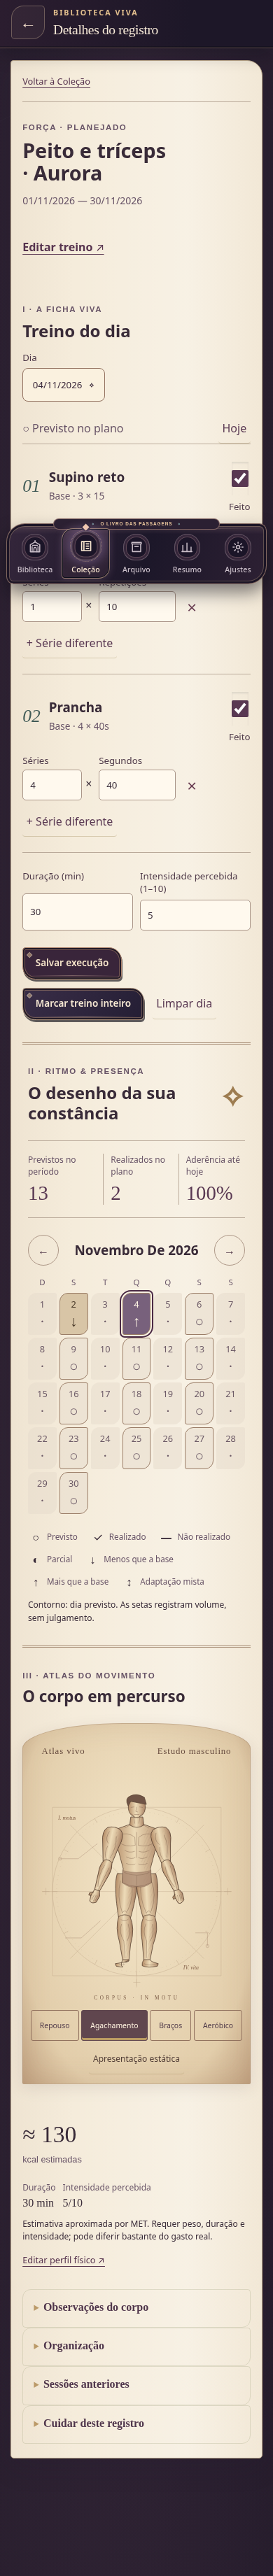 BIBLIOTECA VIVA
← Detalhes do registro
Voltar à Coleção
FORÇA · PLANEJADO
Peito e tríceps
· Aurora
01/11/2026 — 30/11/2026
Editar treino ↗
I · A FICHA VIVA
Treino do dia
Dia
04/11/2026
○ Previsto no plano Hoje
01 Supino reto
Base · 3 × 15
Feito
O LIVRO DAS PASSAGENS
Biblioteca Coleção Arquivo Resumo Ajustes
1 × 10 ×
+ Série diferente
02 Prancha
Base · 4 × 40s
Feito
Séries Segundos
4 × 40 ×
+ Série diferente
Duração (min) Intensidade percebida
(1–10)
30 5
Salvar execução
Marcar treino inteiro Limpar dia
II · RITMO & PRESENÇA
O desenho da sua
constância
Previstos no
período
13
Realizados no
plano
2
Aderência até
hoje
100%
← Novembro De 2026 →
D S T Q Q S S
1 2 3 4 5 6 7
· ↓ · ↑ · ○ ·
8 9 10 11 12 13 14
· ○ · ○ · ○ ·
15 16 17 18 19 20 21
· ○ · ○ · ○ ·
22 23 24 25 26 27 28
· ○ · ○ · ○ ·
29 30
· ○
○ Previsto ✓ Realizado — Não realizado
◖ Parcial ↓ Menos que a base
↑ Mais que a base ↕ Adaptação mista
Contorno: dia previsto. As setas registram volume,
sem julgamento.
III · ATLAS DO MOVIMENTO
O corpo em percurso
Atlas vivo Estudo masculino
I. motus
IV. vita
CORPUS · IN MOTU
Repouso Agachamento Braços Aeróbico
Apresentação estática
≈ 130
kcal estimadas
Duração Intensidade percebida
30 min 5/10
Estimativa aproximada por MET. Requer peso, duração e
intensidade; pode diferir bastante do gasto real.
Editar perfil físico ↗
▸ Observações do corpo
▸ Organização
▸ Sessões anteriores
▸ Cuidar deste registro